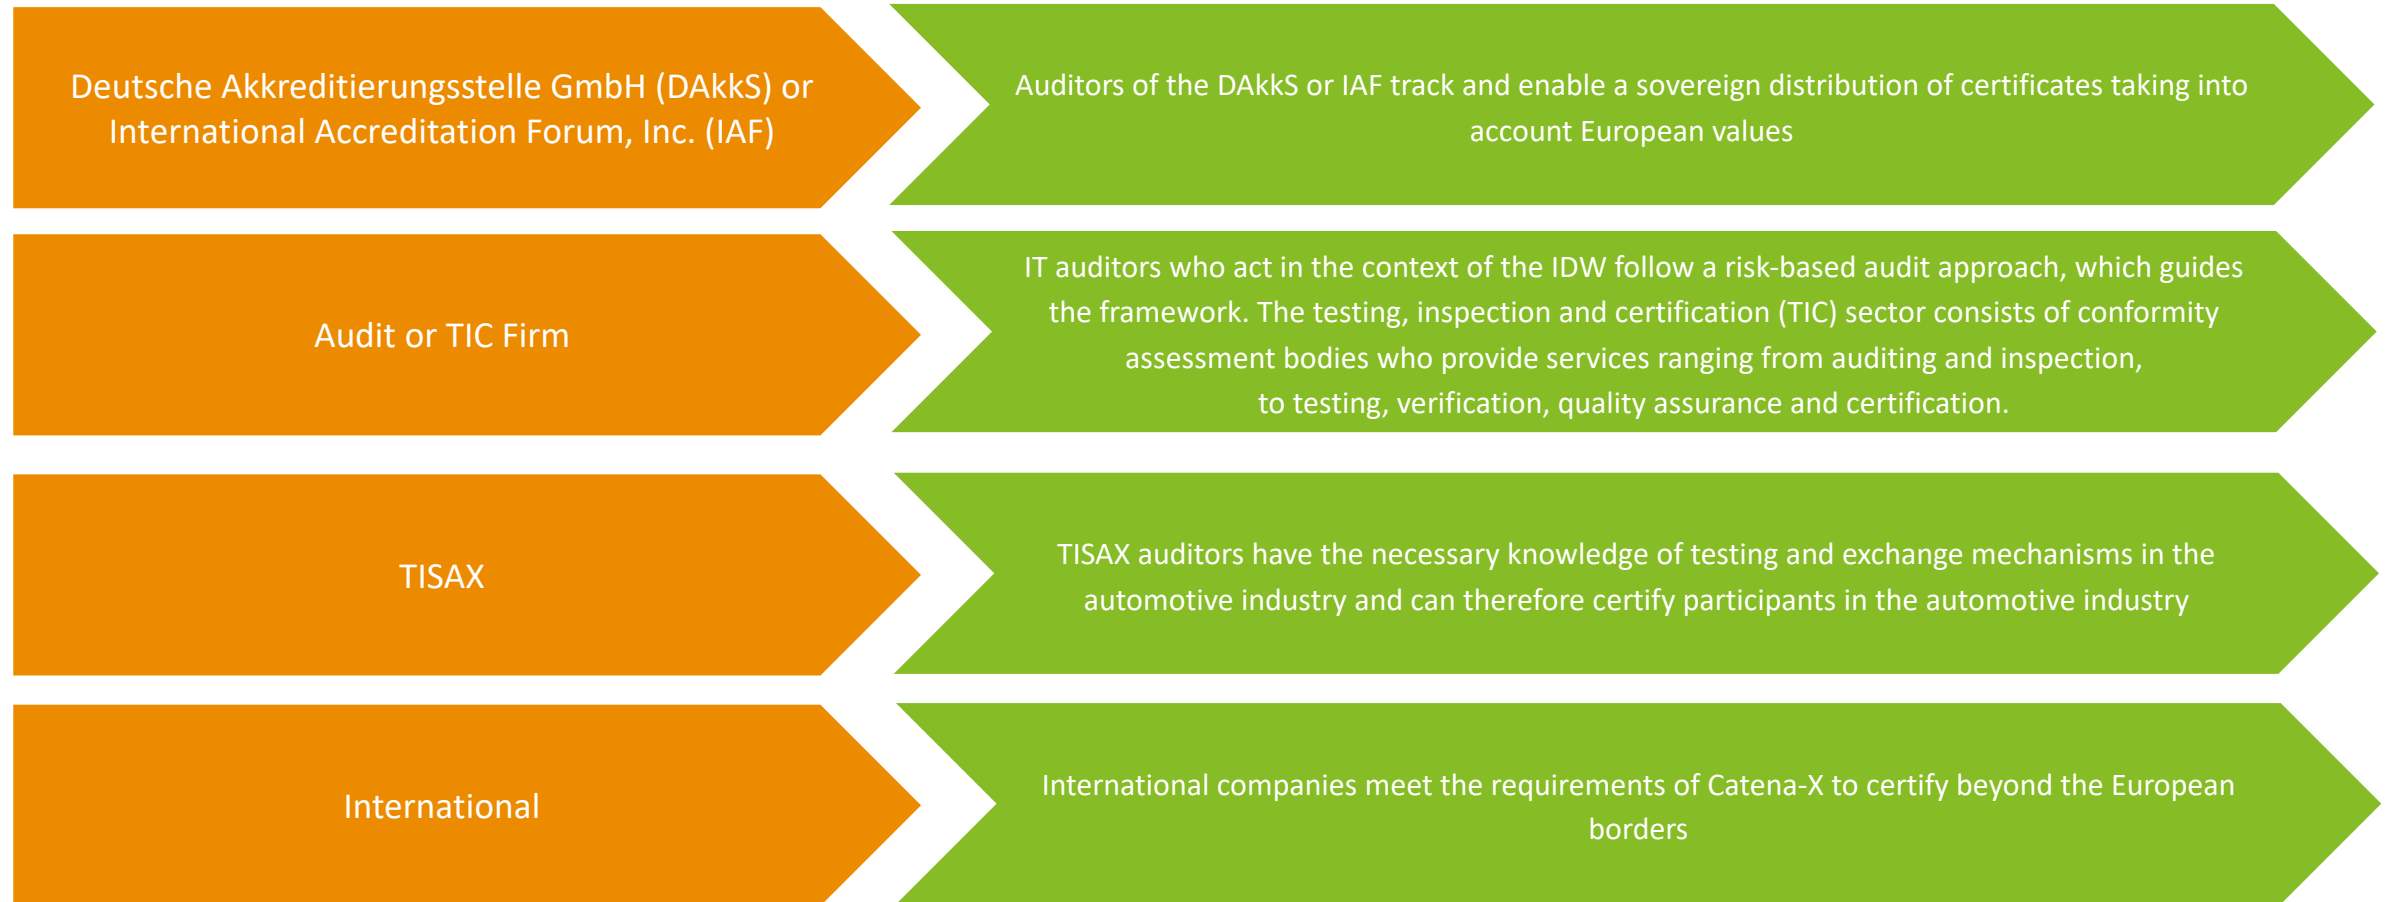 Deutsche Akkreditierungsstelle GmbH (DAkkS) or
International Accreditation Forum, Inc. (IAF)
Auditors of the DAkkS or IAF track and enable a sovereign distribution of certificates taking into
account European values
Audit or TIC Firm
IT auditors who act in the context of the IDW follow a risk-based audit approach, which guides
the framework. The testing, inspection and certification (TIC) sector consists of conformity
assessment bodies who provide services ranging from auditing and inspection,
to testing, verification, quality assurance and certification.
TISAX
TISAX auditors have the necessary knowledge of testing and exchange mechanisms in the
automotive industry and can therefore certify participants in the automotive industry
International
International companies meet the requirements of Catena-X to certify beyond the European
borders